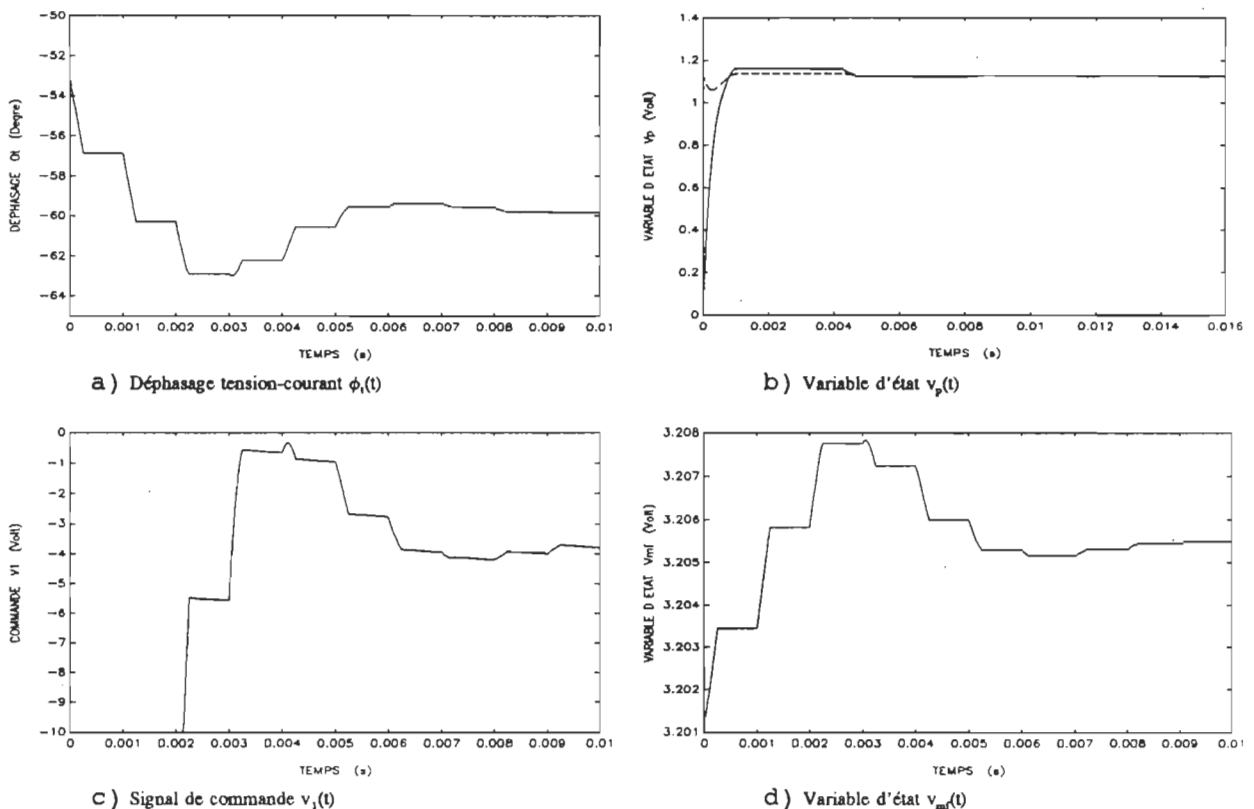 -50
-52
-54
-56
-58
-60
-62
-64
DEPHASAGE Øt (Degre)
0 0.001 0.002 0.003 0.004 0.005 0.006 0.007 0.008 0.009 0.01
TEMPS (s)
a) Déphasage tension-courant ϕt(t)
1.4
1.2
1
0.8
0.6
0.4
0.2
0
VARIABLE D ETAT Vp (Volt)
0 0.002 0.004 0.006 0.008 0.01 0.012 0.014 0.016
TEMPS (s)
b) Variable d'état vp(t)
0
-1
-2
-3
-4
-5
-6
-7
-8
-9
-10
COMMANDE V1 (Volt)
0 0.001 0.002 0.003 0.004 0.005 0.006 0.007 0.008 0.009 0.01
TEMPS (s)
c) Signal de commande v1(t)
3.208
3.207
3.206
3.205
3.204
3.203
3.202
3.201
VARIABLE D ETAT Vmf (Volt)
0 0.001 0.002 0.003 0.004 0.005 0.006 0.007 0.008 0.009 0.01
TEMPS (s)
d) Variable d'état vmf(t)